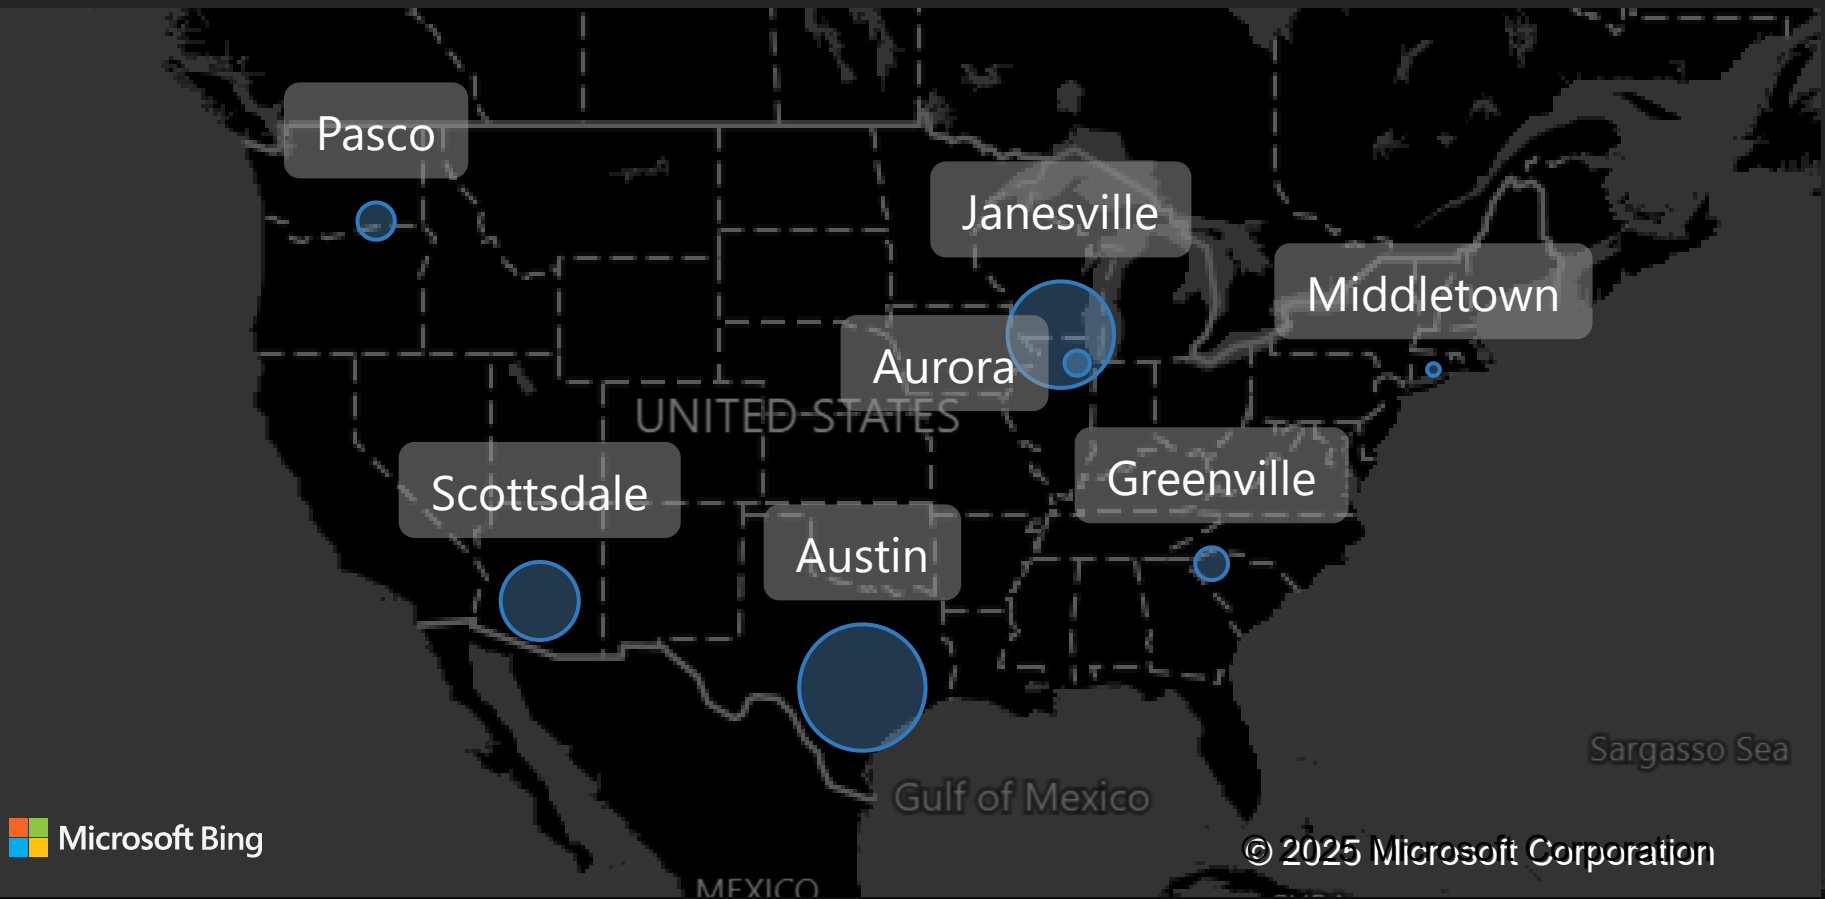 Pasco
Janesville
Middletown
Aurora
UNITED STATES
Scottsdale
Greenville
Austin
Sargasso Sea
Gulf of Mexico
Microsoft Bing
© 2025 Microsoft Corporation
MEXICO
CUBA